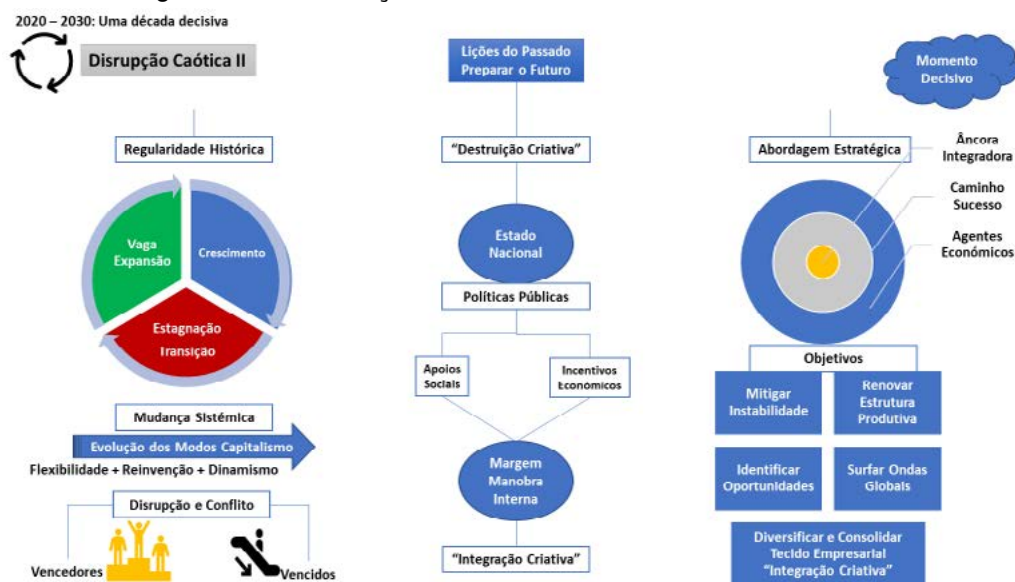 2020 – 2030: Uma década decisiva
Disrupção Caótica II
Regularidade Histórica
Vaga
Expansão
Crescimento
Estagnação
Transição
Mudança Sistémica
Evolução dos Modos Capitalismo
Flexibilidade + Reinvenção + Dinamismo
Disrupção e Conflito
Vencedores
Vencidos
Lições do Passado
Preparar o Futuro
“Destruição Criativa”
Estado
Nacional
Políticas Públicas
Apoios
Sociais
Incentivos
Económicos
Margem
Manobra
Interna
“Integração Criativa”
Momento
Decisivo
Abordagem Estratégica
Âncora
Integradora
Caminho
Sucesso
Agentes
Económicos
Objetivos
Mitigar
Instabilidade
Renovar
Estrutura
Produtiva
Identificar
Oportunidades
Surfar Ondas
Globais
Diversificar e Consolidar
Tecido Empresarial
“Integração Criativa”